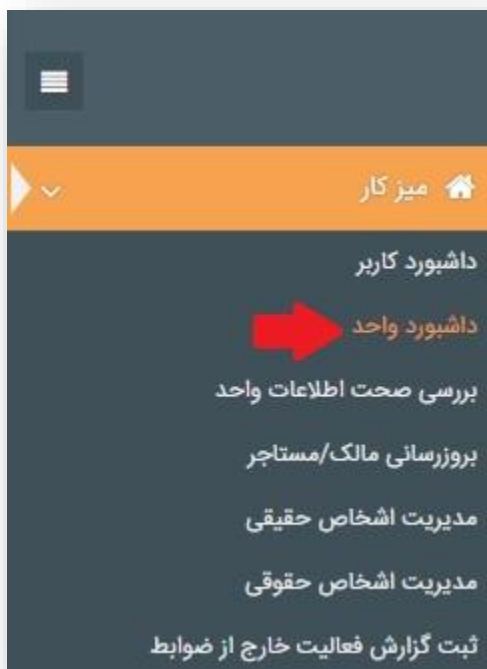 میز کار
داشبورد کاربر
داشبورد واحد
بررسی صحت اطلاعات واحد
بروزرسانی مالک/مستاجر
مدیریت اشخاص حقیقی
مدیریت اشخاص حقوقی
ثبت گزارش فعالیت خارج از ضوابط